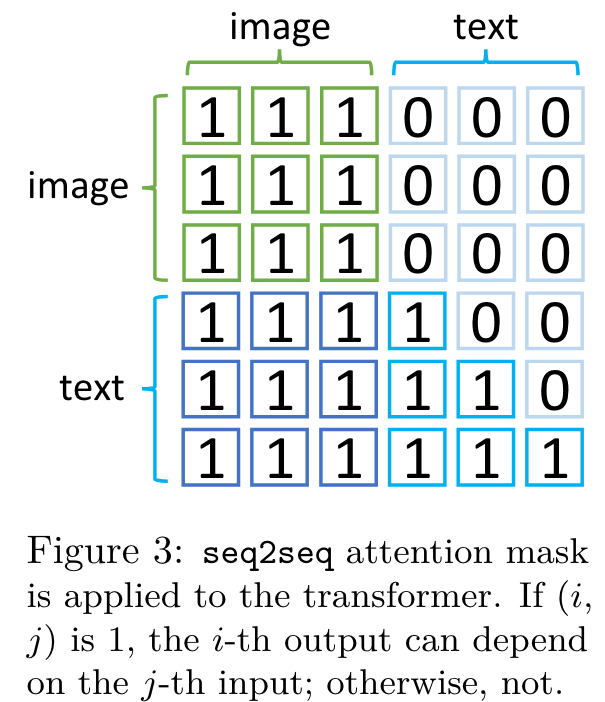 image text
image
1 1 1 0 0 0
1 1 1 0 0 0
1 1 1 0 0 0
text
1 1 1 1 0 0
1 1 1 1 1 0
1 1 1 1 1 1
Figure 3: seq2seq attention mask
is applied to the transformer. If (i,
j) is 1, the i-th output can depend
on the j-th input; otherwise, not.